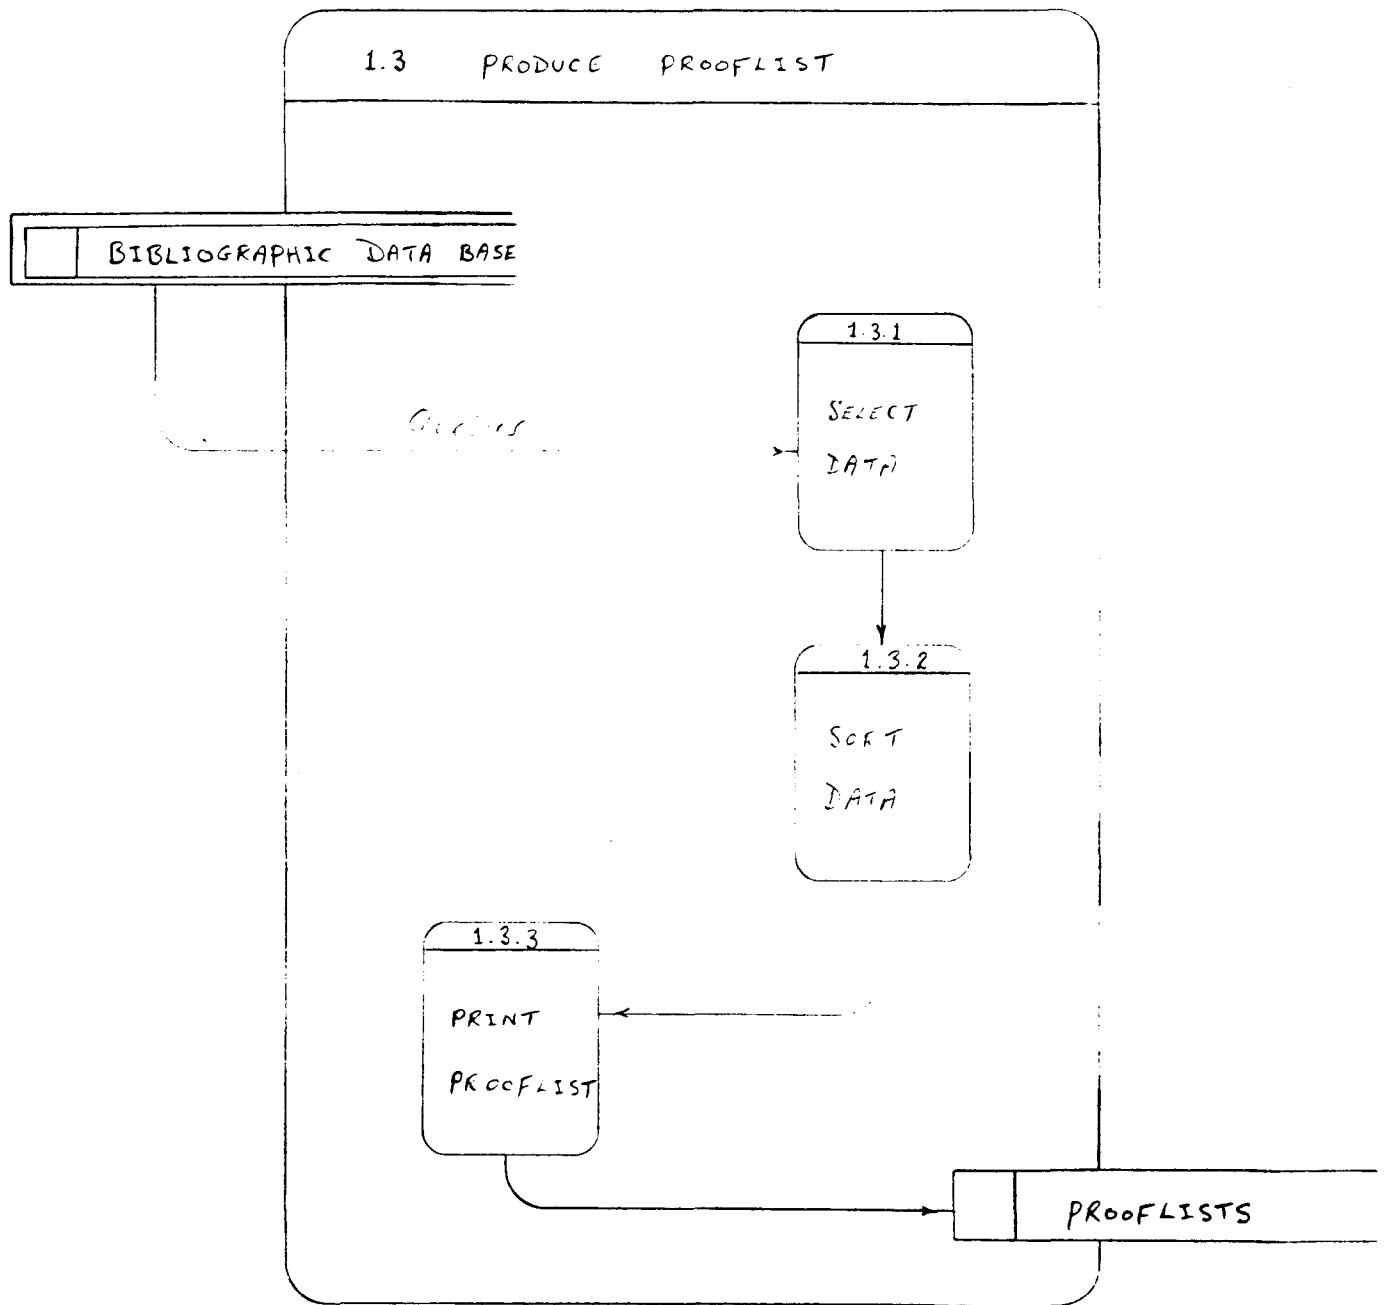 1.3 PRODUCE PROOFLIST
BIBLIOGRAPHIC DATA BASE
1.3.1
SELECT
DATA
1.3.2
SORT
DATA
1.3.3
PRINT
PROOFLIST
PROOFLISTS